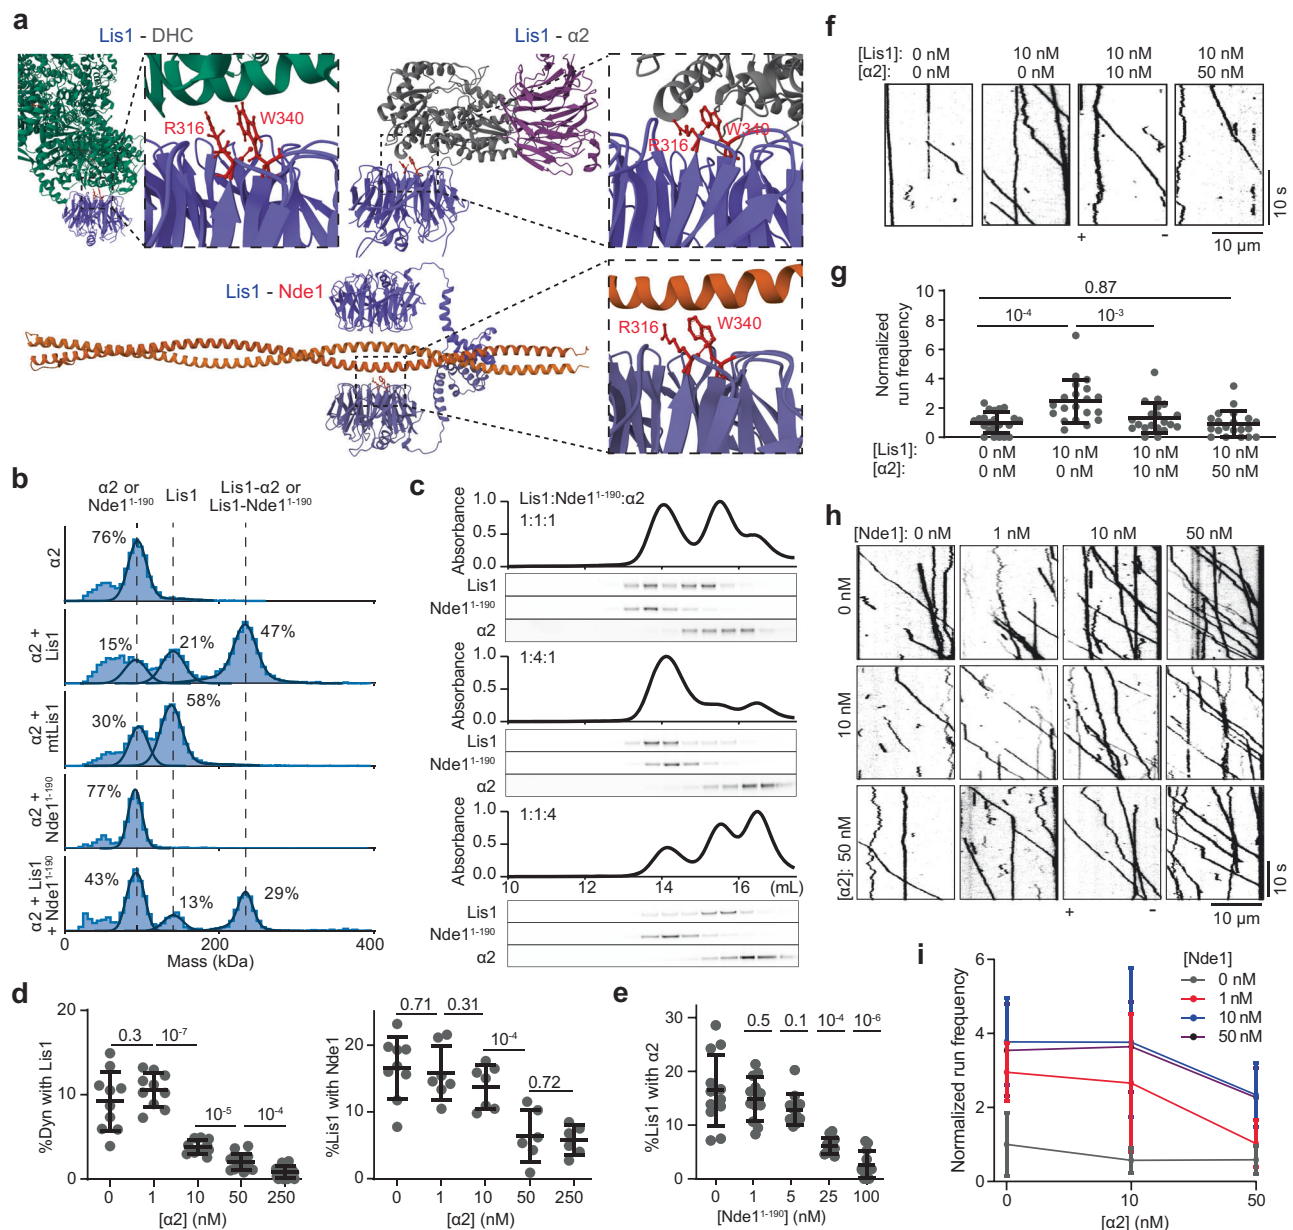 a
Lis1 - DHC
R316
W340
Lis1 - α2
R316
W340
Lis1 - Nde1
R316
W340
b
α2 or Nde1¹⁻¹⁹⁰
Lis1
Lis1-α2 or Lis1-Nde1¹⁻¹⁹⁰
α2
76%
α2 + Lis1
15%
21%
47%
α2 + mtLis1
30%
58%
α2 + Nde1¹⁻¹⁹⁰
77%
α2 + Lis1 + Nde1¹⁻¹⁹⁰
43%
13%
29%
0 200 400
Mass (kDa)
c
Lis1:Nde1¹⁻¹⁹⁰:α2
1:1:1
Absorbance
1.0
0.5
0.0
Lis1
Nde1¹⁻¹⁹⁰
α2
1:4:1
Absorbance
1.0
0.5
0.0
Lis1
Nde1¹⁻¹⁹⁰
α2
1:1:4
Absorbance
1.0
0.5
0.0
10 12 14 16 (mL)
Lis1
Nde1¹⁻¹⁹⁰
α2
d
%Dyn with Lis1
20
10
0
0.3 10⁻⁷
10⁻⁵ 10⁻⁴
0 1 10 50 250
[α2] (nM)
%Lis1 with Nde1
20
10
0
0.71 0.31
10⁻⁴
0.72
0 1 10 50 250
[α2] (nM)
e
%Lis1 with α2
30
20
10
0
0.5 0.1 10⁻⁴ 10⁻⁶
0 1 5 25 100
[Nde1¹⁻¹⁹⁰] (nM)
f
[Lis1]: 0 nM 10 nM 10 nM 10 nM
[α2]: 0 nM 0 nM 10 nM 50 nM
+ -
10 s
10 µm
g
Normalized run frequency
10
8
6
4
2
0
0.87
10⁻⁴ 10⁻³
[Lis1]: 0 nM 10 nM 10 nM 10 nM
[α2]: 0 nM 0 nM 10 nM 50 nM
h
[Nde1]: 0 nM 1 nM 10 nM 50 nM
0 nM
10 nM
[α2]: 50 nM
+ -
10 s
10 µm
i
Normalized run frequency
6
4
2
0
[Nde1]
0 nM
1 nM
10 nM
50 nM
0 10 50
[α2] (nM)